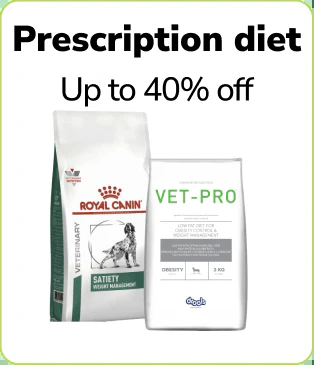 Prescription diet
Up to 40% off
ROYAL CANIN
VETERINARY
SATIETY
WEIGHT MANAGEMENT
VET-PRO
LOW FAT DIET FOR
OBESITY CONTROL &
WEIGHT MANAGEMENT
OBESITY
3 KG
drools